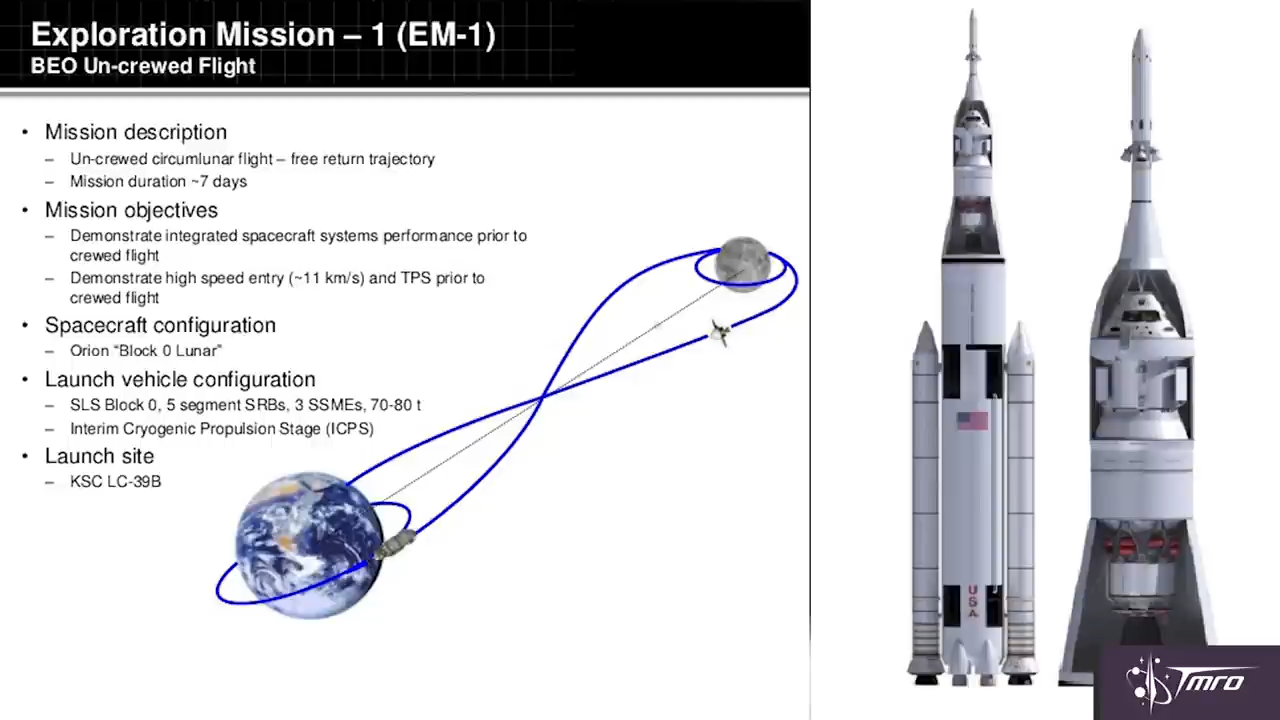 Exploration Mission – 1 (EM-1)
BEO Un-crewed Flight
• Mission description
– Un-crewed circumlunar flight – free return trajectory
– Mission duration ~7 days
• Mission objectives
– Demonstrate integrated spacecraft systems performance prior to
crewed flight
– Demonstrate high speed entry (~11 km/s) and TPS prior to
crewed flight
• Spacecraft configuration
– Orion “Block 0 Lunar”
• Launch vehicle configuration
– SLS Block 0, 5 segment SRBs, 3 SSMEs, 70-80 t
– Interim Cryogenic Propulsion Stage (ICPS)
• Launch site
– KSC LC-39B
USA
TMRO